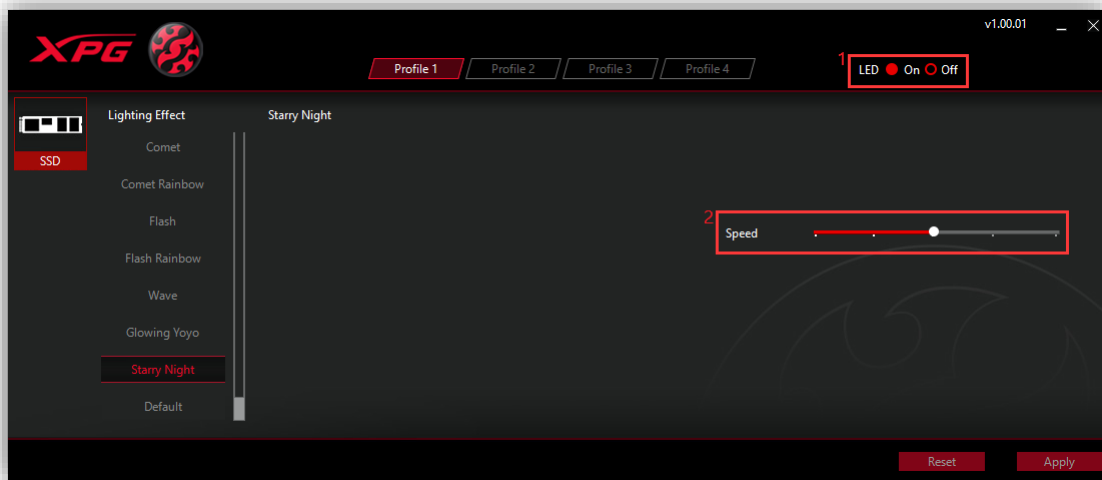 v1.00.01
XPG
Profile 1 Profile 2 Profile 3 Profile 4
1
LED On Off
Lighting Effect
Starry Night
Comet
SSD
Comet Rainbow
Flash
2
Speed
Flash Rainbow
Wave
Glowing Yoyo
Starry Night
Default
Reset Apply